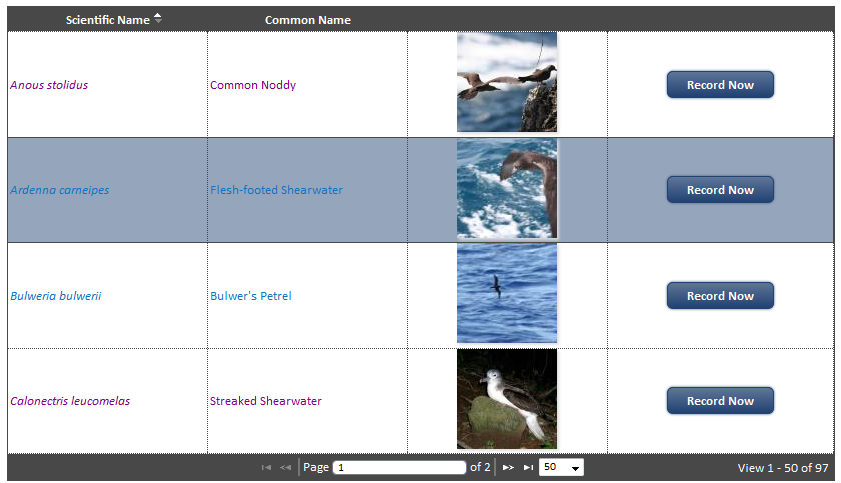 Scientific Name Common Name
Anous stolidus Common Noddy Record Now
Ardenna carneipes Flesh-footed Shearwater Record Now
Bulweria bulwerii Bulwer's Petrel Record Now
Calonectris leucomelas Streaked Shearwater Record Now
Page 1 of 2 50 View 1 - 50 of 97